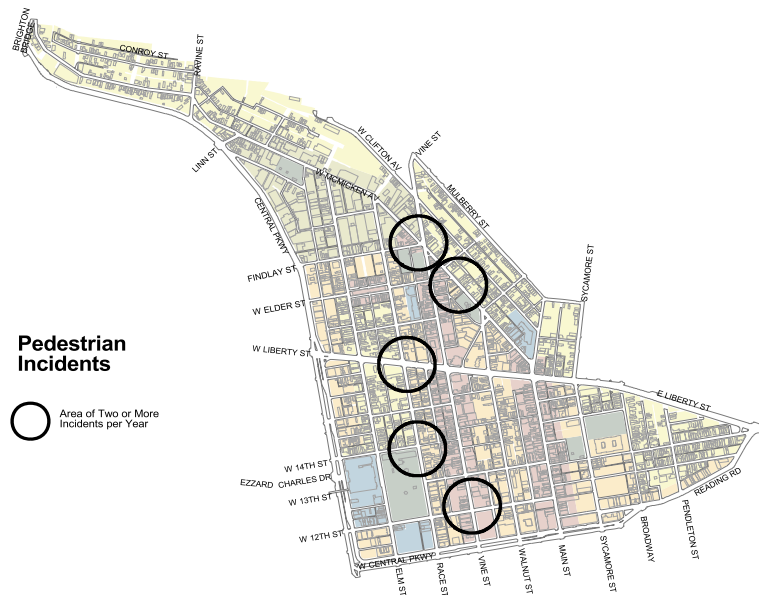 BRIGHTON
BRIDGE
CONROY ST
RAVINE ST
LINN ST
W CLIFTON AV
VINE ST
W MCMICKEN AV
MULBERRY ST
CENTRAL PKWY
FINDLAY ST
SYCAMORE ST
W ELDER ST
Pedestrian
Incidents
W LIBERTY ST
E LIBERTY ST
Area of Two or More
Incidents per Year
W 14TH ST
EZZARD CHARLES DR
W 13TH ST
READING RD
W 12TH ST
W CENTRAL PKWY
ELM ST
RACE ST
VINE ST
WALNUT ST
MAIN ST
SYCAMORE ST
BROADWAY
PENDLETON ST